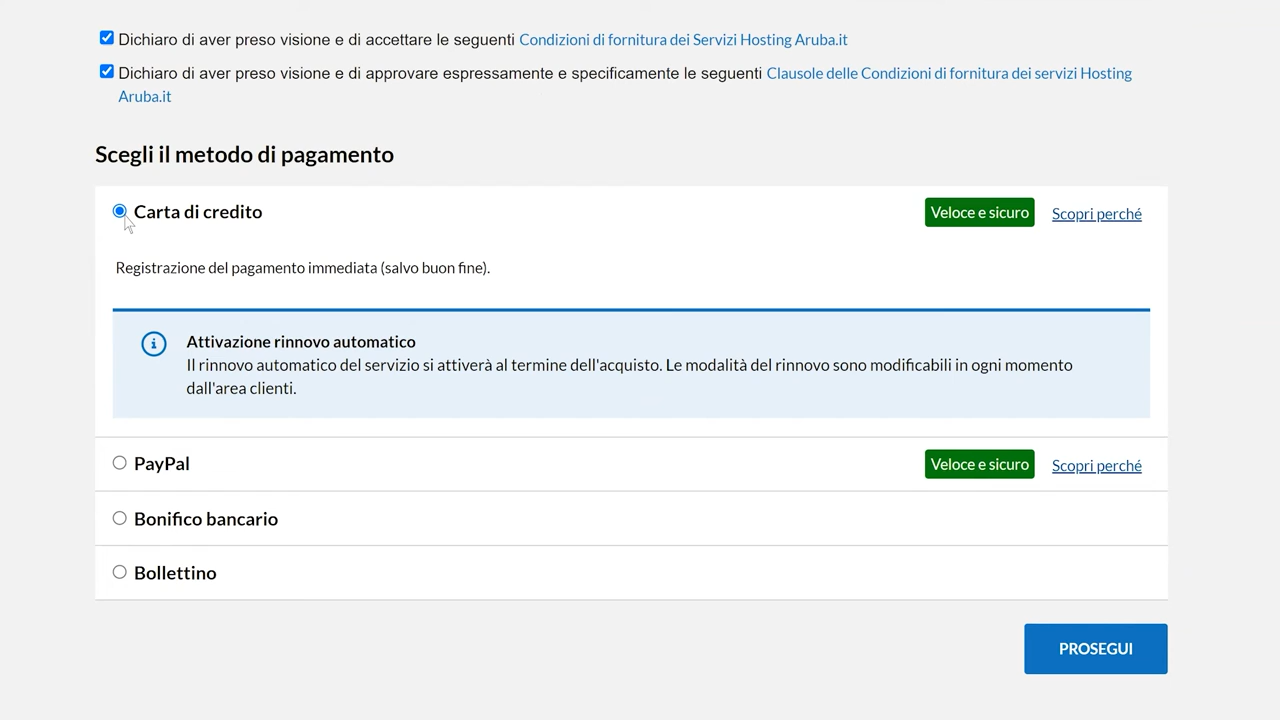 Dichiaro di aver preso visione e di accettare le seguenti Condizioni di fornitura dei Servizi Hosting Aruba.it
Dichiaro di aver preso visione e di approvare espressamente e specificamente le seguenti Clausole delle Condizioni di fornitura dei servizi Hosting
Aruba.it
Scegli il metodo di pagamento
Carta di credito Veloce e sicuro Scopri perché
Registrazione del pagamento immediata (salvo buon fine).
Attivazione rinnovo automatico
Il rinnovo automatico del servizio si attiverà al termine dell'acquisto. Le modalità del rinnovo sono modificabili in ogni momento
dall'area clienti.
PayPal Veloce e sicuro Scopri perché
Bonifico bancario
Bollettino
PROSEGUI